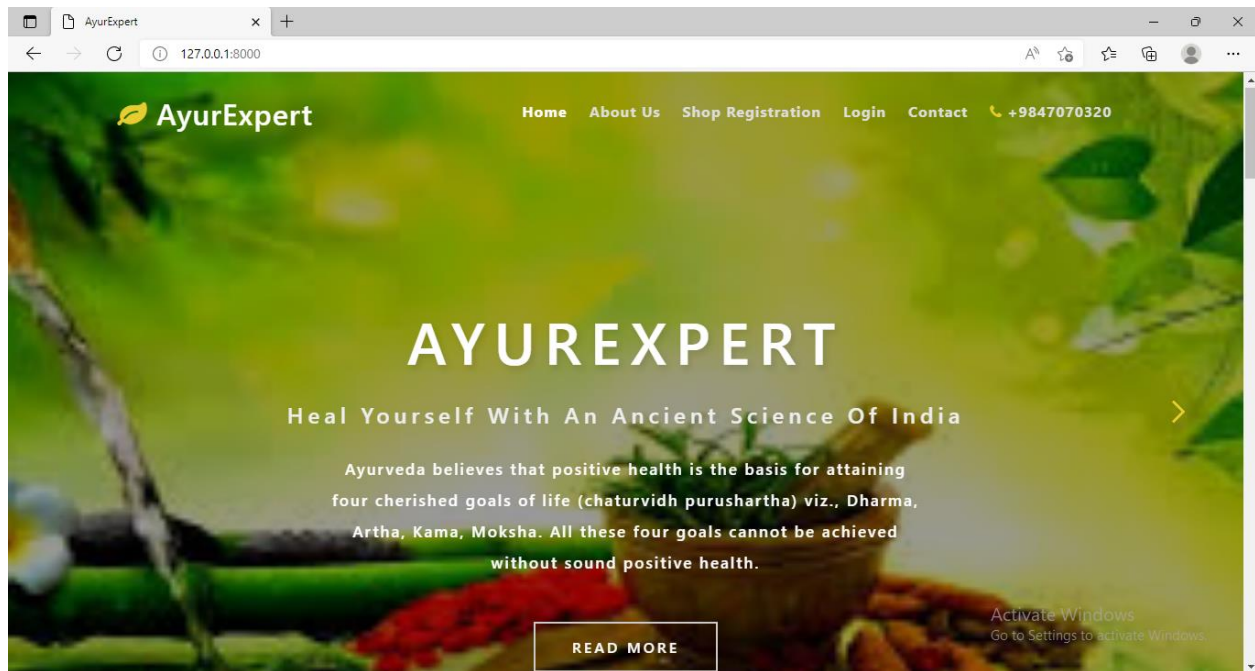 AyurExpert
127.0.0.1:8000
AyurExpert
Home About Us Shop Registration Login Contact +9847070320
AYUREXPERT
Heal Yourself With An Ancient Science Of India
Ayurveda believes that positive health is the basis for attaining
four cherished goals of life (chaturvidh purushartha) viz., Dharma,
Artha, Kama, Moksha. All these four goals cannot be achieved
without sound positive health.
READ MORE
Activate Windows
Go to Settings to activate Windows.